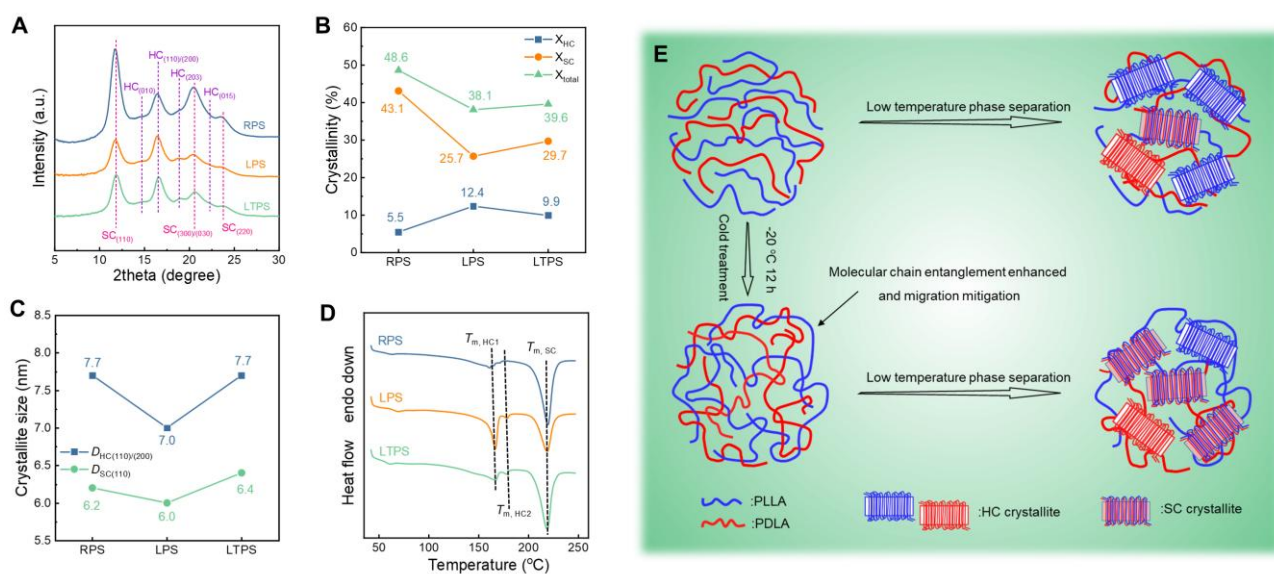 A
Intensity (a.u.)
HC(010)
HC(110)/(200)
HC(203)
HC(015)
RPS
LPS
LTPS
SC(110)
SC(300)/(030)
SC(220)
5 10 15 20 25 30
2theta (degree)
B
Crystallinity (%)
60
50
40
30
20
10
0
XHC
XSC
Xtotal
48.6
43.1
38.1
39.6
25.7
29.7
5.5
12.4
9.9
RPS LPS LTPS
C
Crystallite size (nm)
8.5
8.0
7.5
7.0
6.5
6.0
5.5
7.7
7.0
7.7
DHC(110)/(200)
DSC(110)
6.2
6.0
6.4
RPS LPS LTPS
D
Heat flow endo down
RPS
LPS
LTPS
Tm, HC1
Tm, SC
Tm, HC2
50 100 150 200 250
Temperature (oC)
E
Low temperature phase separation
Cold treatment
-20 oC 12 h
Molecular chain entanglement enhanced
and migration mitigation
Low temperature phase separation
:PLLA
:PDLA
:HC crystallite
:SC crystallite